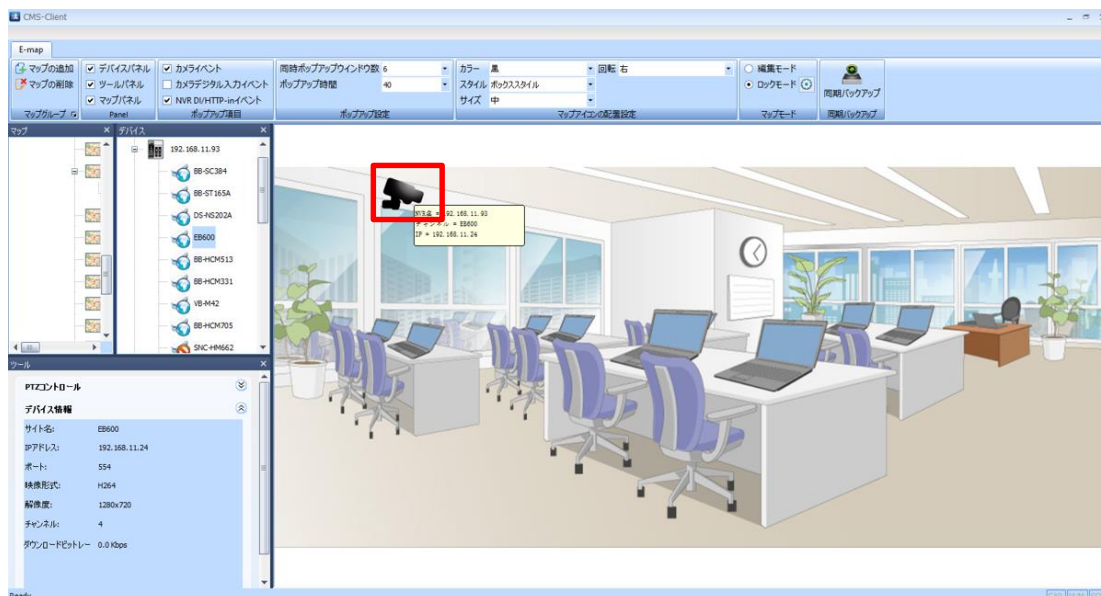 CMS-Client
E-map
マップの追加
マップの削除
マップグループ
デバイスパネル
ツールパネル
マップパネル
Panel
カメライベント
カメラデジタル入力イベント
NVR DI/HTTP-inイベント
ポップアップ項目
同時ポップアップウインドウ数 6
ポップアップ時間 40
ポップアップ設定
カラー 黒
スタイル ボックススタイル
サイズ 中
回転 右
マップアイコンの配置設定
編集モード
ロックモード
マップモード
同期バックアップ
同期バックアップ
マップ
デバイス
192.168.11.93
BB-SC384
BB-ST165A
DS-NS202A
EB600
BB-HCM513
BB-HCM331
VB-M42
BB-HCM705
SNC-HM662
NVR名 = 192.168.11.93
チャンネル = EB600
IP = 192.168.11.24
ツール
PTZコントロール
デバイス情報
サイト名: EB600
IPアドレス: 192.168.11.24
ポート: 554
映像形式: H264
解像度: 1280x720
チャンネル: 4
ダウンロードビットレー 0.0 Kbps
Ready